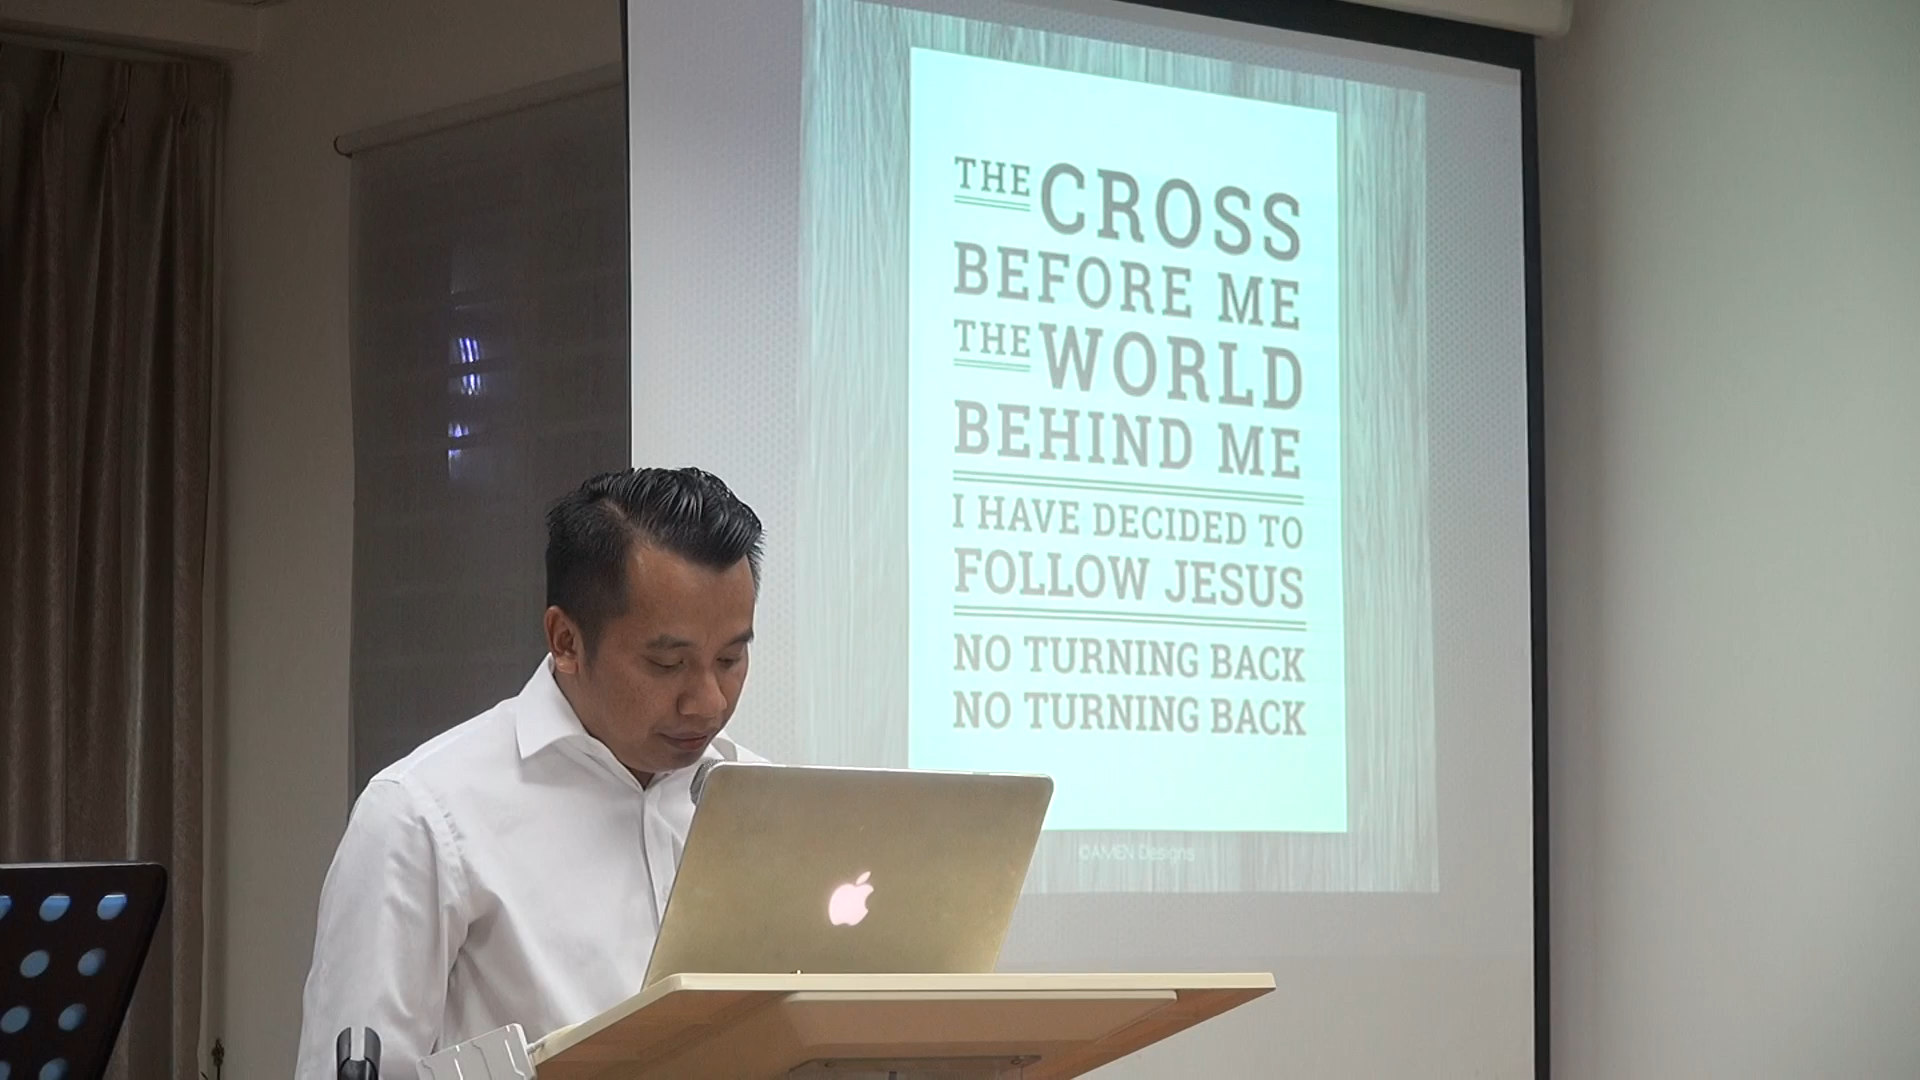 THE CROSS
BEFORE ME
THE WORLD
BEHIND ME
I HAVE DECIDED TO
FOLLOW JESUS
NO TURNING BACK
NO TURNING BACK
©AMEN Designs